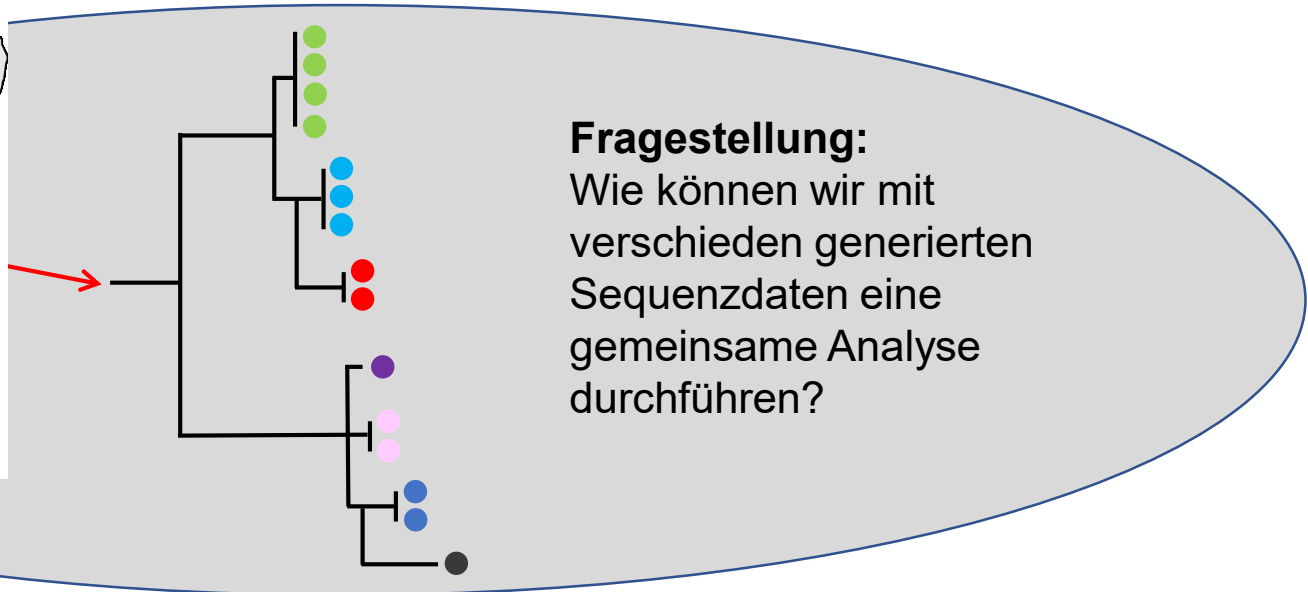 Fragestellung:
Wie können wir mit
verschieden generierten
Sequenzdaten eine
gemeinsame Analyse
durchführen?